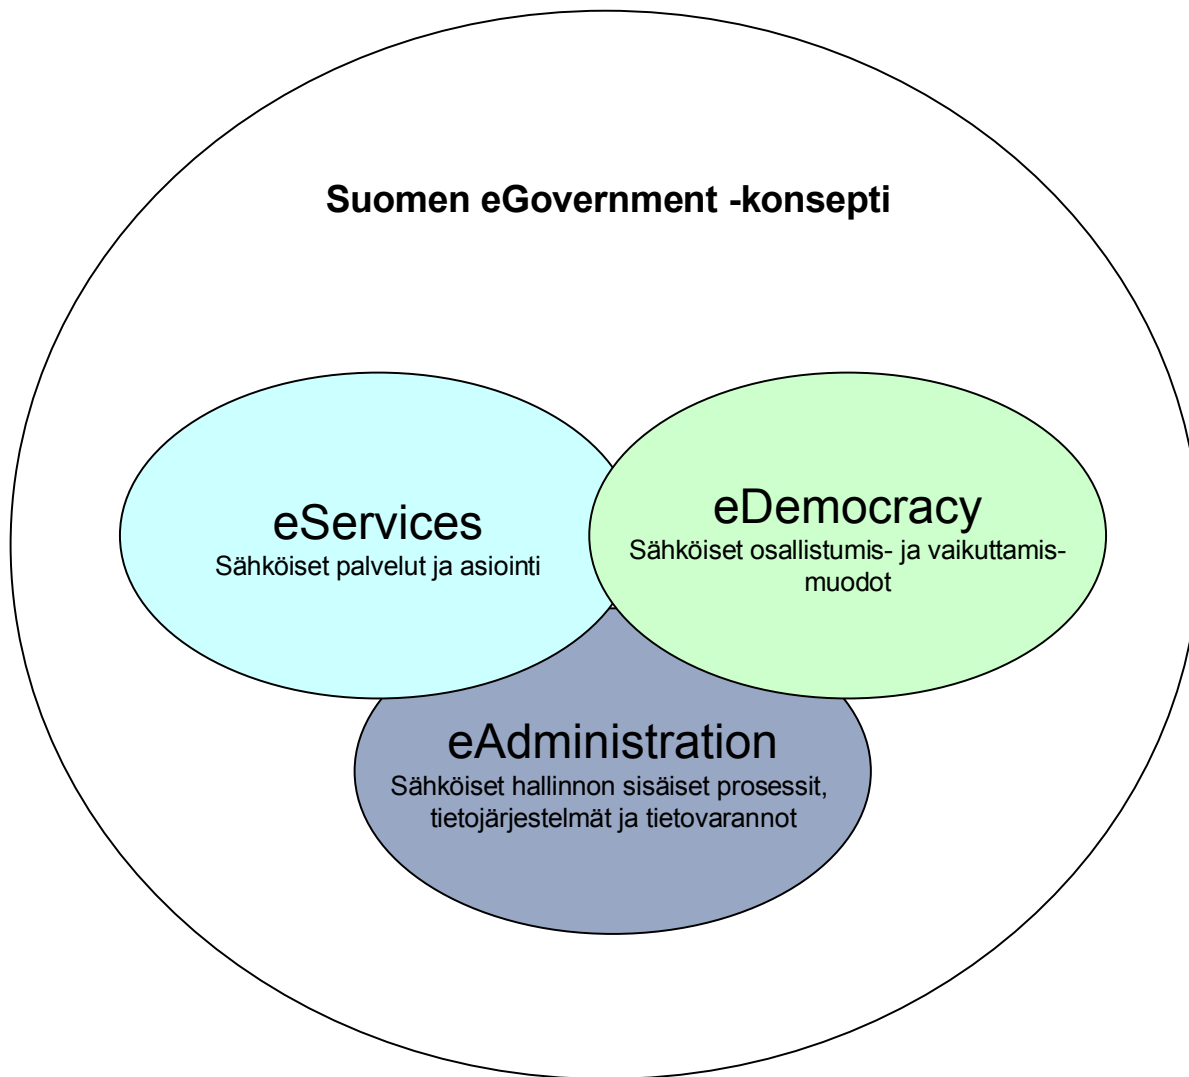 Suomen eGovernment -konsepti
eServices
Sähköiset palvelut ja asiointi
eDemocracy
Sähköiset osallistumis- ja vaikuttamis-
muodot
eAdministration
Sähköiset hallinnon sisäiset prosessit,
tietojärjestelmät ja tietovarannot